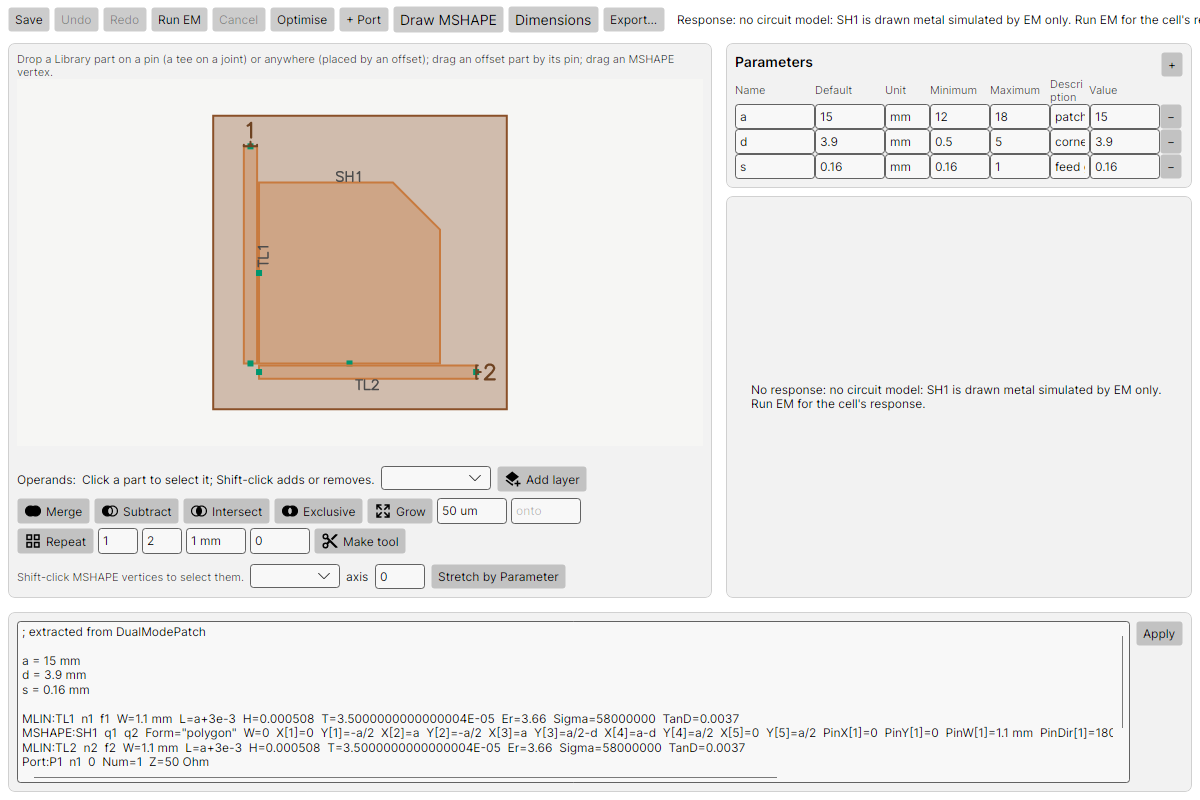 Save Undo Redo Run EM Cancel Optimise + Port Draw MSHAPE Dimensions Export... Response: no circuit model: SH1 is drawn metal simulated by EM only. Run EM for the cell's
Drop a Library part on a pin (a tee on a joint) or anywhere (placed by an offset); drag an offset part by its pin; drag an MSHAPE
vertex.
1
SH1
TL1
2
TL2
Parameters +
Name Default Unit Minimum Maximum Descri
ption Value
a 15 mm 12 18 patch 15 −
d 3.9 mm 0.5 5 corne 3.9 −
s 0.16 mm 0.16 1 feed 0.16 −
No response: no circuit model: SH1 is drawn metal simulated by EM only.
Run EM for the cell's response.
Operands: Click a part to select it; Shift-click adds or removes. Add layer
Merge Subtract Intersect Exclusive Grow 50 um onto
Repeat 1 2 1 mm 0 Make tool
Shift-click MSHAPE vertices to select them. axis 0 Stretch by Parameter
; extracted from DualModePatch
a = 15 mm
d = 3.9 mm
s = 0.16 mm
MLIN:TL1 n1 f1 W=1.1 mm L=a+3e-3 H=0.000508 T=3.5000000000000004E-05 Er=3.66 Sigma=58000000 TanD=0.0037
MSHAPE:SH1 q1 q2 Form="polygon" W=0 X[1]=0 Y[1]=-a/2 X[2]=a Y[2]=-a/2 X[3]=a Y[3]=a/2-d X[4]=a-d Y[4]=a/2 X[5]=0 Y[5]=a/2 PinX[1]=0 PinY[1]=0 PinW[1]=1.1 mm PinDir[1]=180
MLIN:TL2 n2 f2 W=1.1 mm L=a+3e-3 H=0.000508 T=3.5000000000000004E-05 Er=3.66 Sigma=58000000 TanD=0.0037
Port:P1 n1 0 Num=1 Z=50 Ohm
Apply